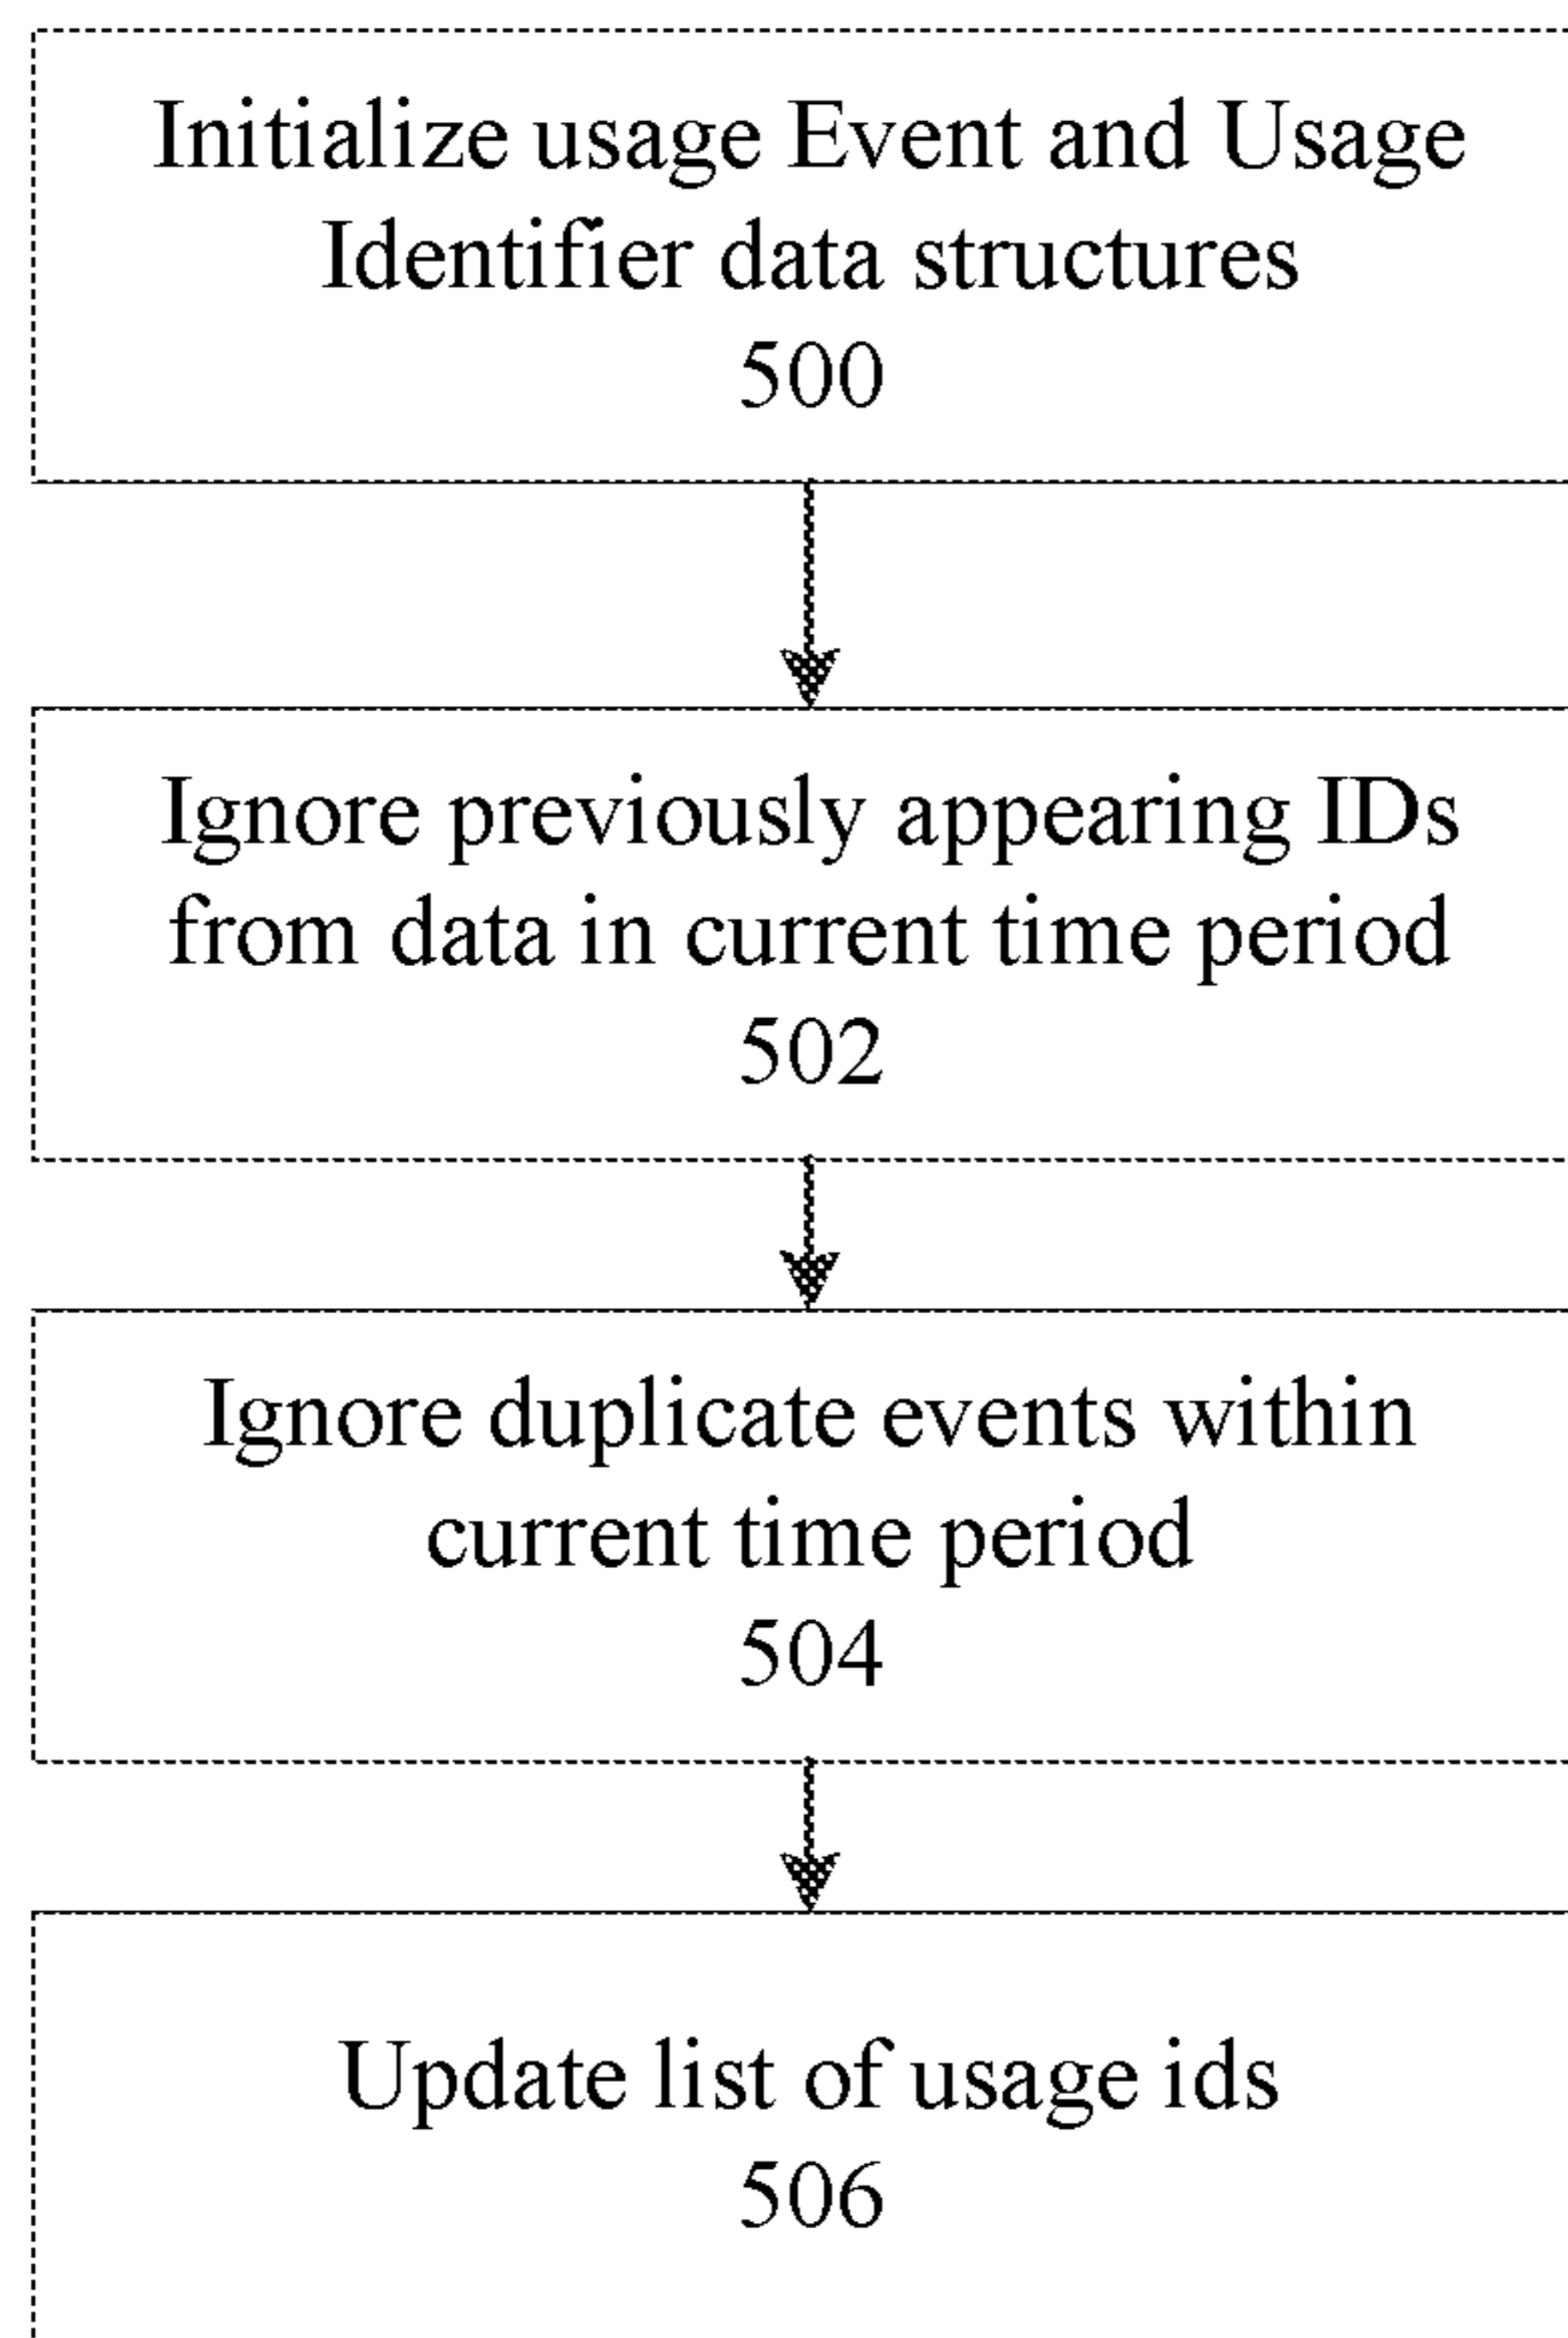 Initialize usage Event and Usage
Identifier data structures
500
Ignore previously appearing IDs
from data in current time period
502
Ignore duplicate events within
current time period
504
Update list of usage ids
506